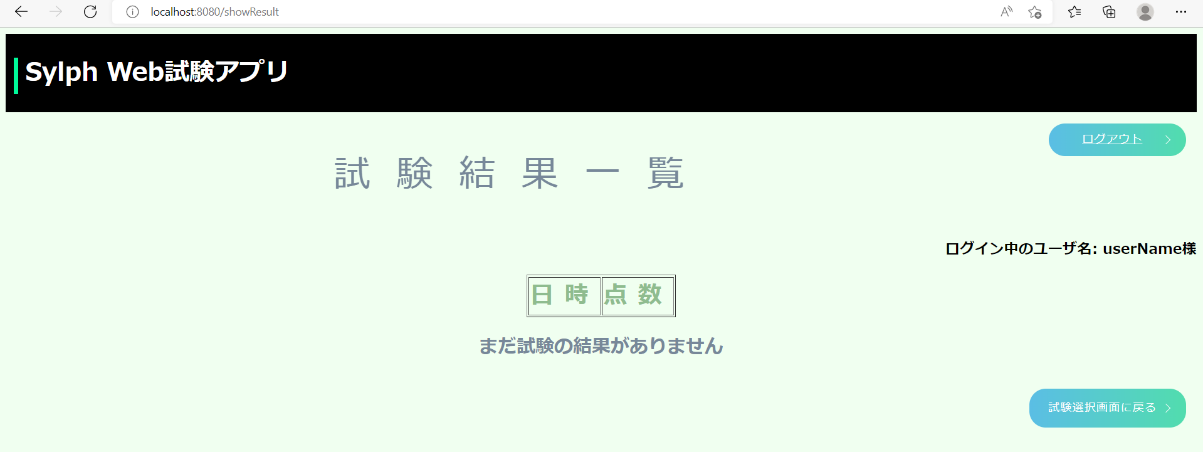 localhost:8080/showResult
Sylph Web試験アプリ
ログアウト
試験結果一覧
ログイン中のユーザ名: userName様
日時 点数
まだ試験の結果がありません
試験選択画面に戻る